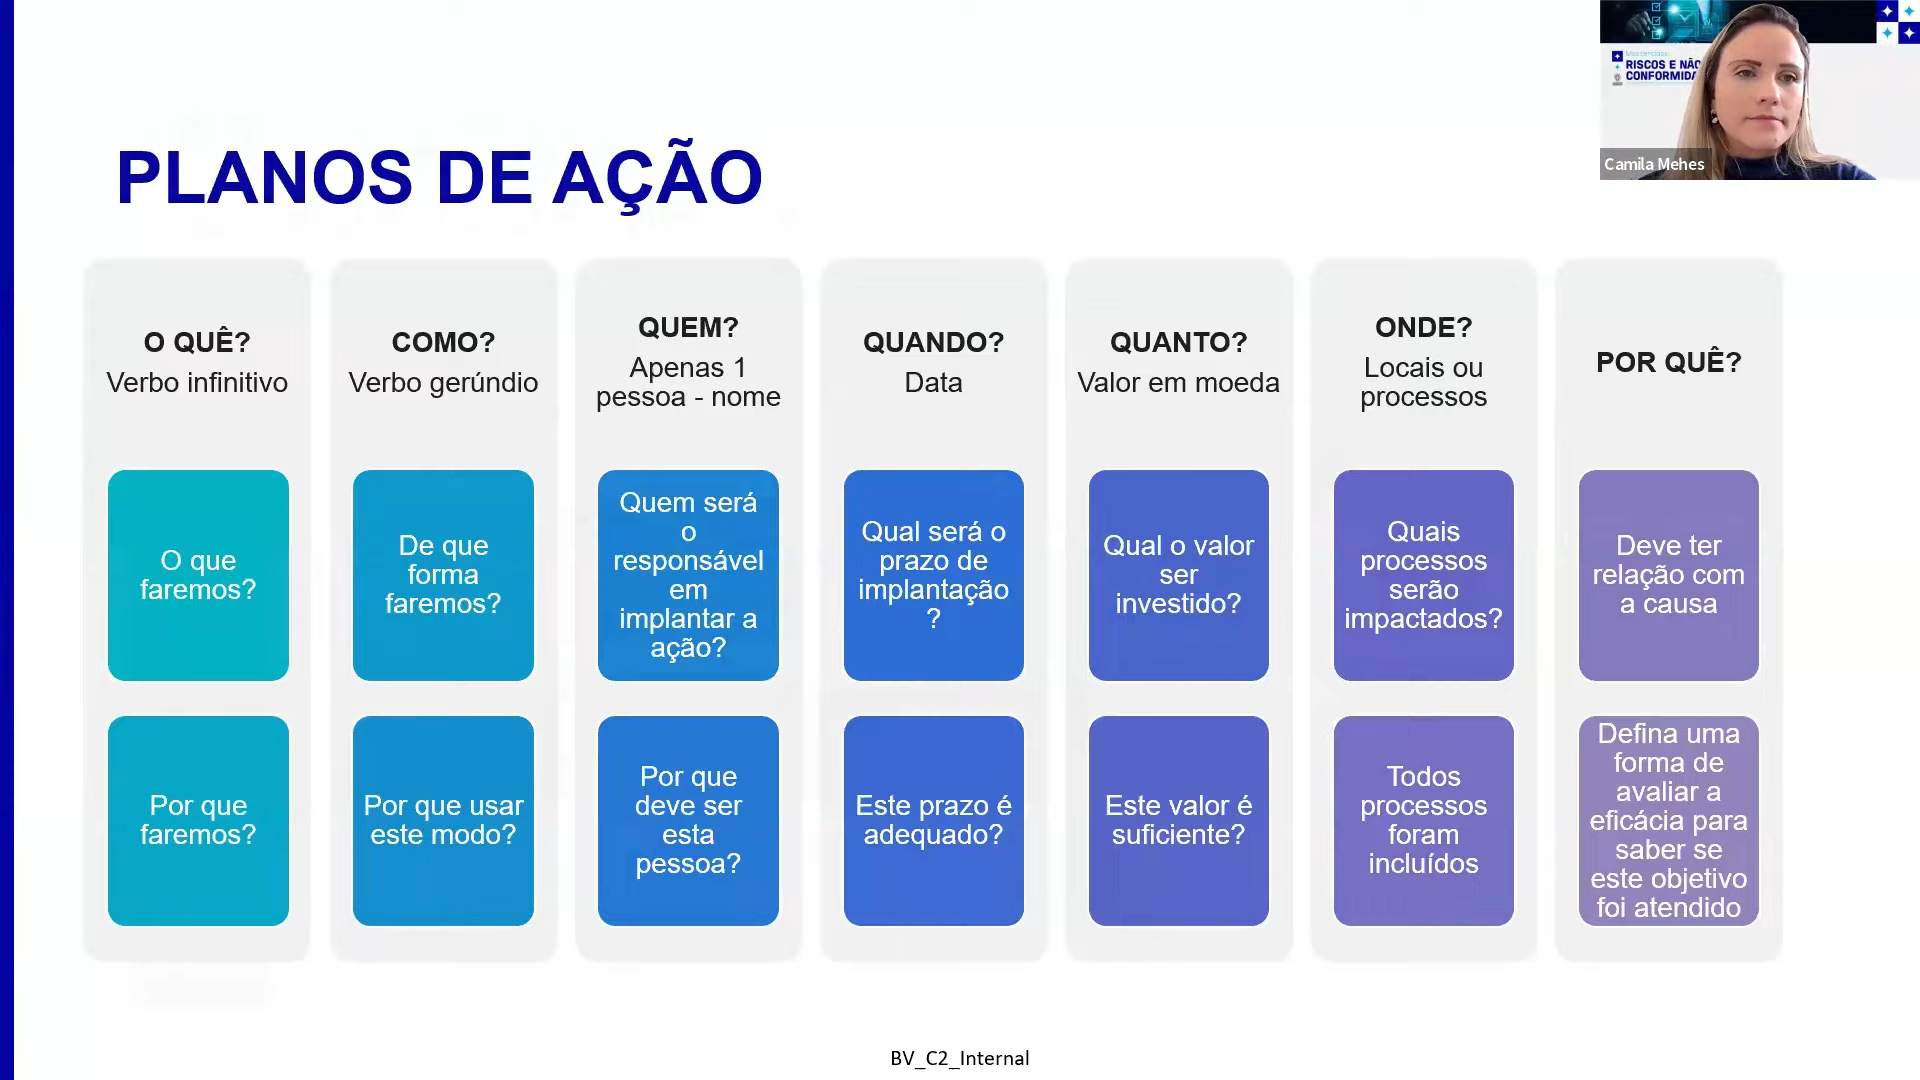 Masterclass
RISCOS E NÃO
CONFORMIDA
Camila Mehes
PLANOS DE AÇÃO
O QUÊ?
Verbo infinitivo
O que
faremos?
Por que
faremos?
COMO?
Verbo gerúndio
De que
forma
faremos?
Por que usar
este modo?
QUEM?
Apenas 1
pessoa - nome
Quem será
o
responsável
em
implantar a
ação?
Por que
deve ser
esta
pessoa?
QUANDO?
Data
Qual será o
prazo de
implantação
?
Este prazo é
adequado?
QUANTO?
Valor em moeda
Qual o valor
ser
investido?
Este valor é
suficiente?
ONDE?
Locais ou
processos
Quais
processos
serão
impactados?
Todos
processos
foram
incluídos
POR QUÊ?
Deve ter
relação com
a causa
Defina uma
forma de
avaliar a
eficácia para
saber se
este objetivo
foi atendido
BV_C2_Internal